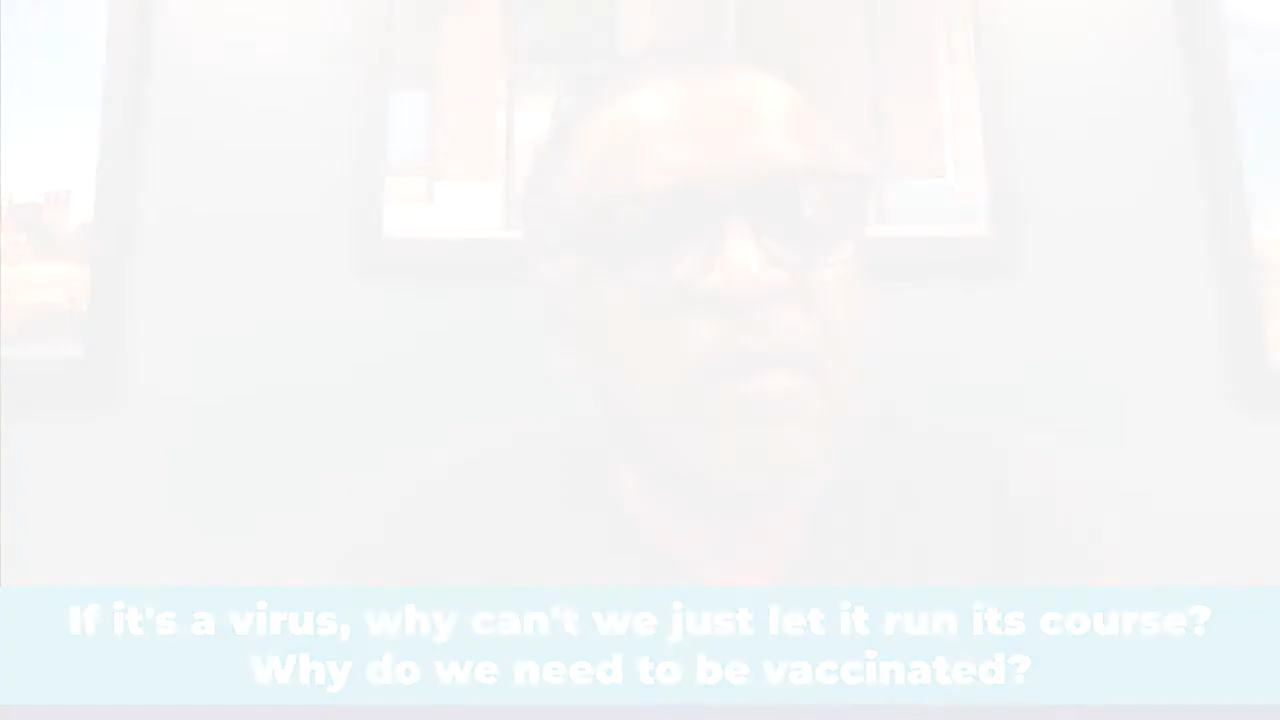 If it's a virus, why can't we just let it run its course?
Why do we need to be vaccinated?